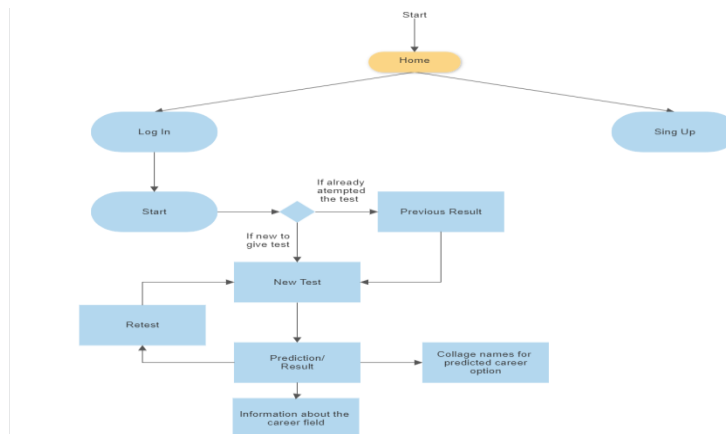 Start
Home
Log In
Sing Up
If already
atempted
the test
Start
Previous Result
If new to
give test
New Test
Retest
Prediction/
Result
Collage names for
predicted career
option
Information about the
career field